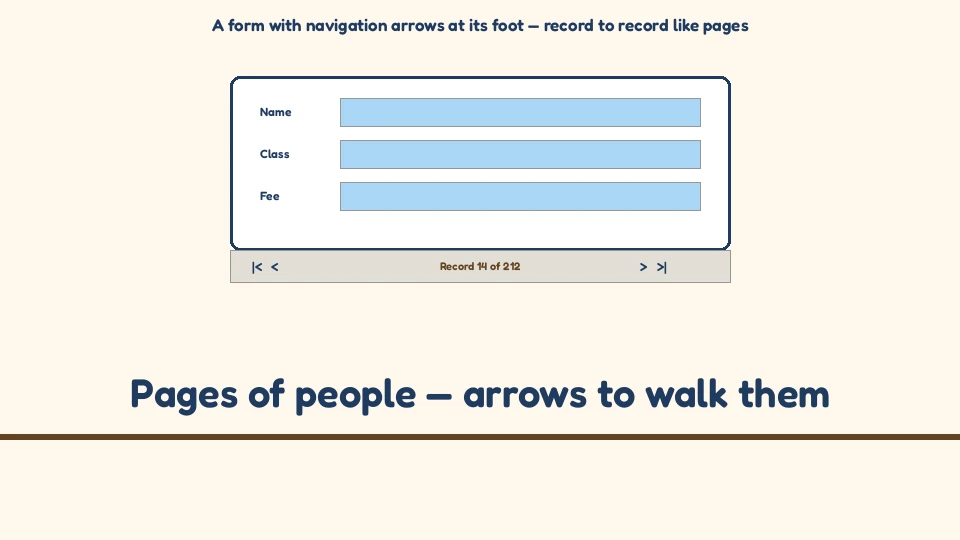 A form with navigation arrows at its foot — record to record like pages
Name
Class
Fee
|< < Record 14 of 212 > >|
Pages of people — arrows to walk them